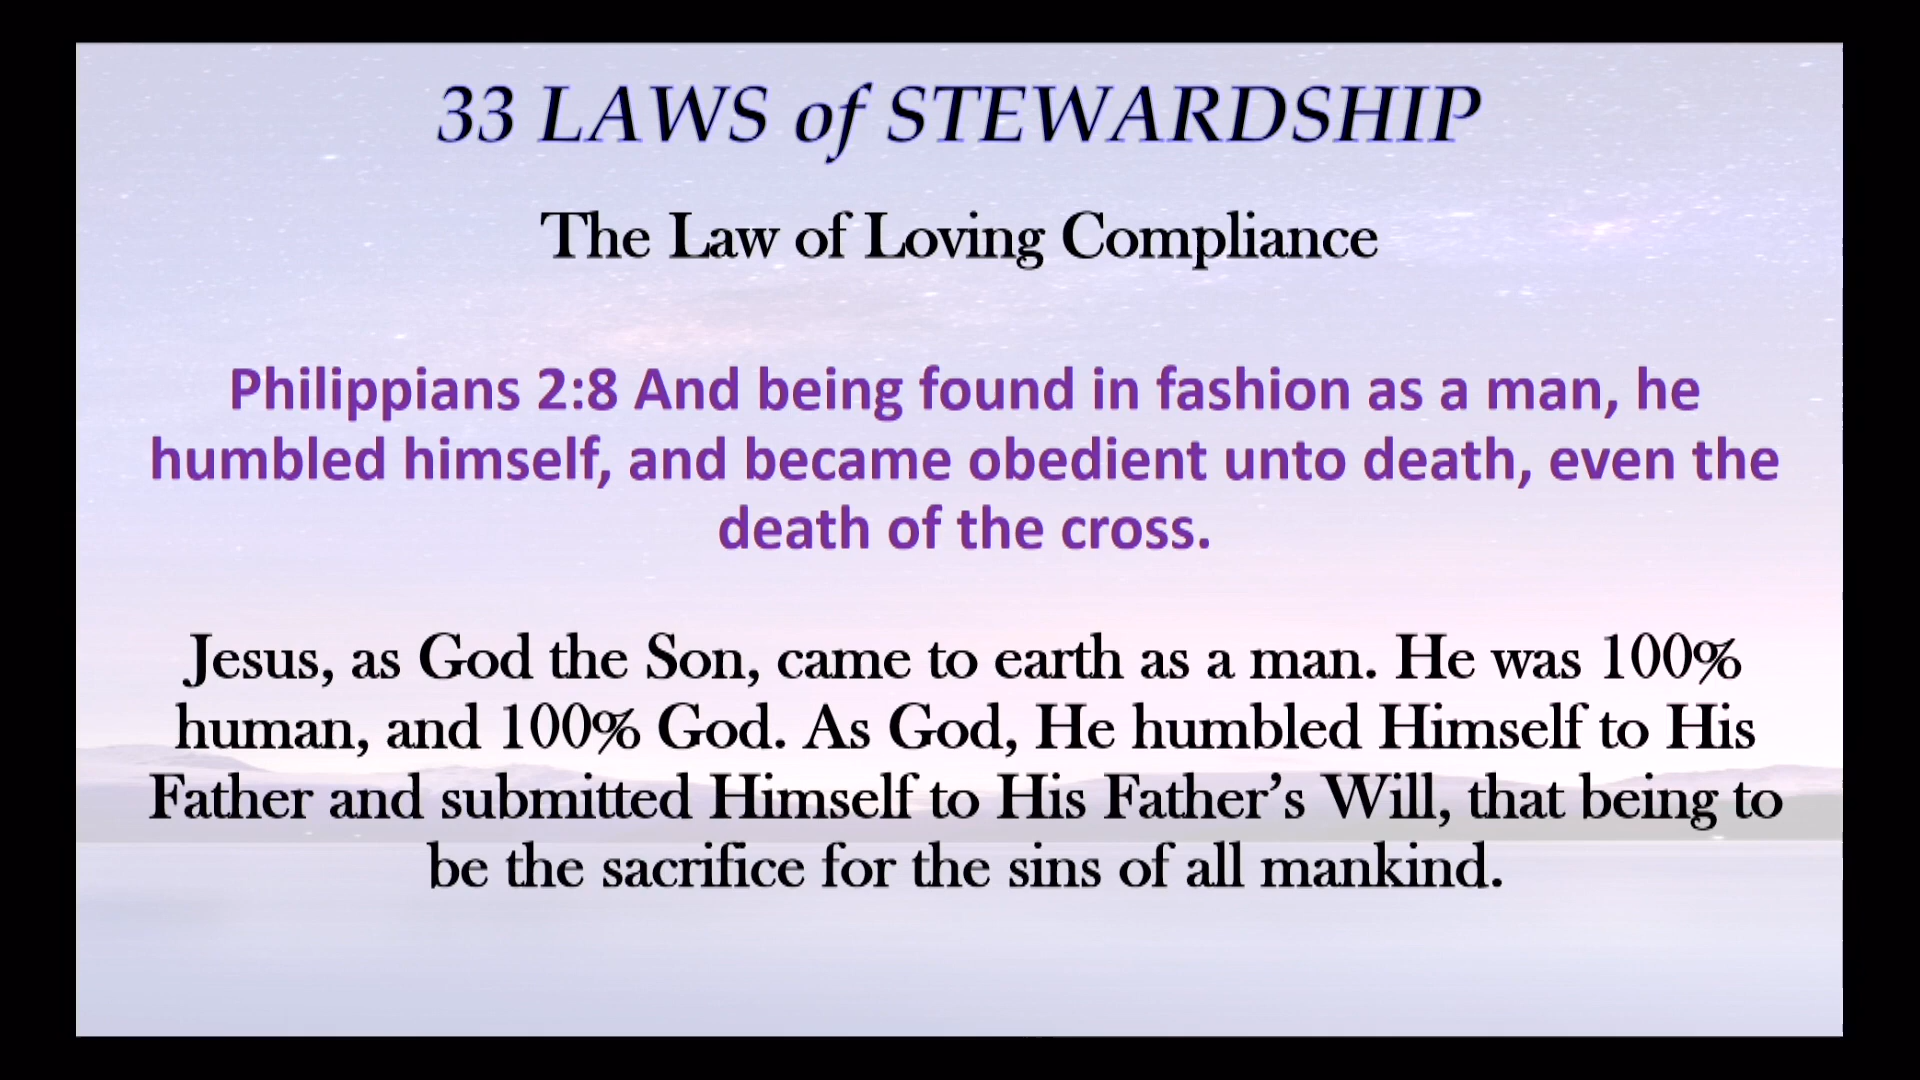 33 LAWS of STEWARDSHIP
The Law of Loving Compliance
Philippians 2:8 And being found in fashion as a man, he
humbled himself, and became obedient unto death, even the
death of the cross.
Jesus, as God the Son, came to earth as a man. He was 100%
human, and 100% God. As God, He humbled Himself to His
Father and submitted Himself to His Father’s Will, that being to
be the sacrifice for the sins of all mankind.